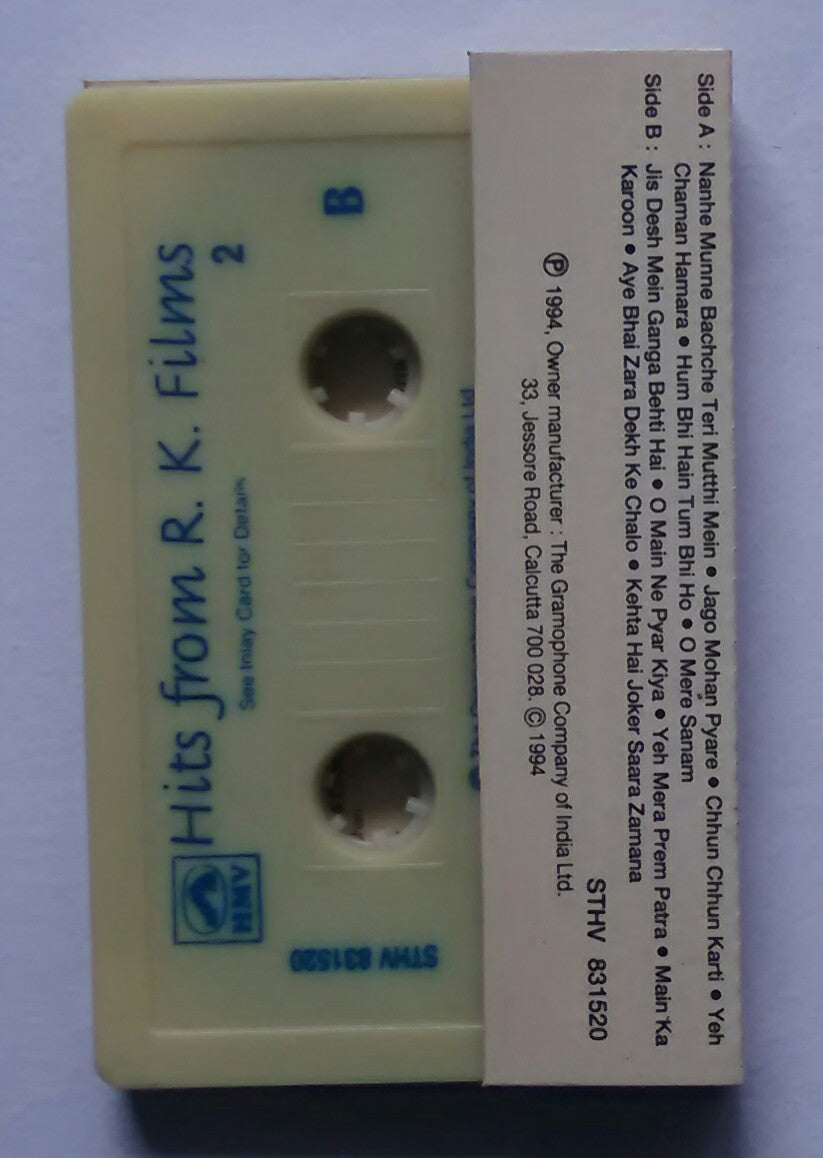 Side A : Nanhe Munne Bachche Teri Mutthi Mein • Jago Mohan Pyare • Chhun Chhun Karti • Yeh
Chaman Hamara • Hum Bhi Hain Tum Bhi Ho • O Mere Sanam
Side B : Jis Desh Mein Ganga Behti Hai • O Main Ne Pyar Kiya • Yeh Mera Prem Patra • Main Ka
Karoon • Aye Bhai Zara Dekh Ke Chalo • Kehta Hai Joker Saara Zamana
STHV 831520
℗ 1994, Owner manufacturer : The Gramophone Company of India Ltd.
33, Jessore Road, Calcutta 700 028. © 1994
B
2
Hits from R. K. Films
See Inlay Card for Details
HMV
STHV 831520